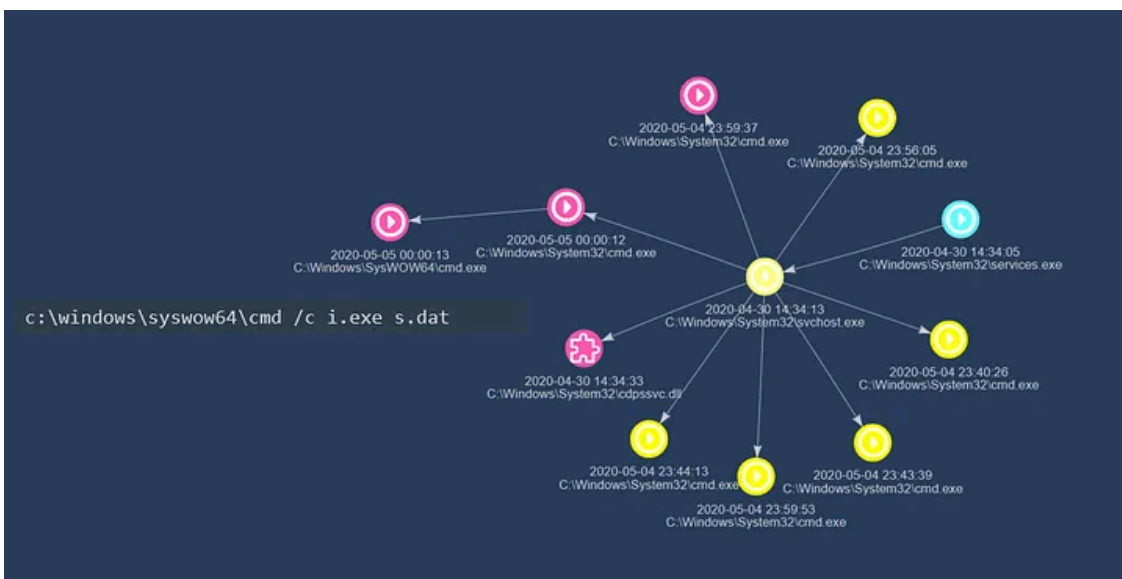 2020-05-04 23:59:37
C:\Windows\System32\cmd.exe
2020-05-04 23:56:05
C:\Windows\System32\cmd.exe
2020-05-05 00:00:13
C:\Windows\SysWOW64\cmd.exe
2020-05-05 00:00:12
C:\Windows\System32\cmd.exe
2020-04-30 14:34:05
C:\Windows\System32\services.exe
c:\windows\syswow64\cmd /c i.exe s.dat
2020-04-30 14:34:13
C:\Windows\System32\svchost.exe
2020-04-30 14:34:33
C:\Windows\System32\cdpssvc.dll
2020-05-04 23:40:26
C:\Windows\System32\cmd.exe
2020-05-04 23:44:13
C:\Windows\System32\cmd.exe
2020-05-04 23:43:39
C:\Windows\System32\cmd.exe
2020-05-04 23:59:53
C:\Windows\System32\cmd.exe